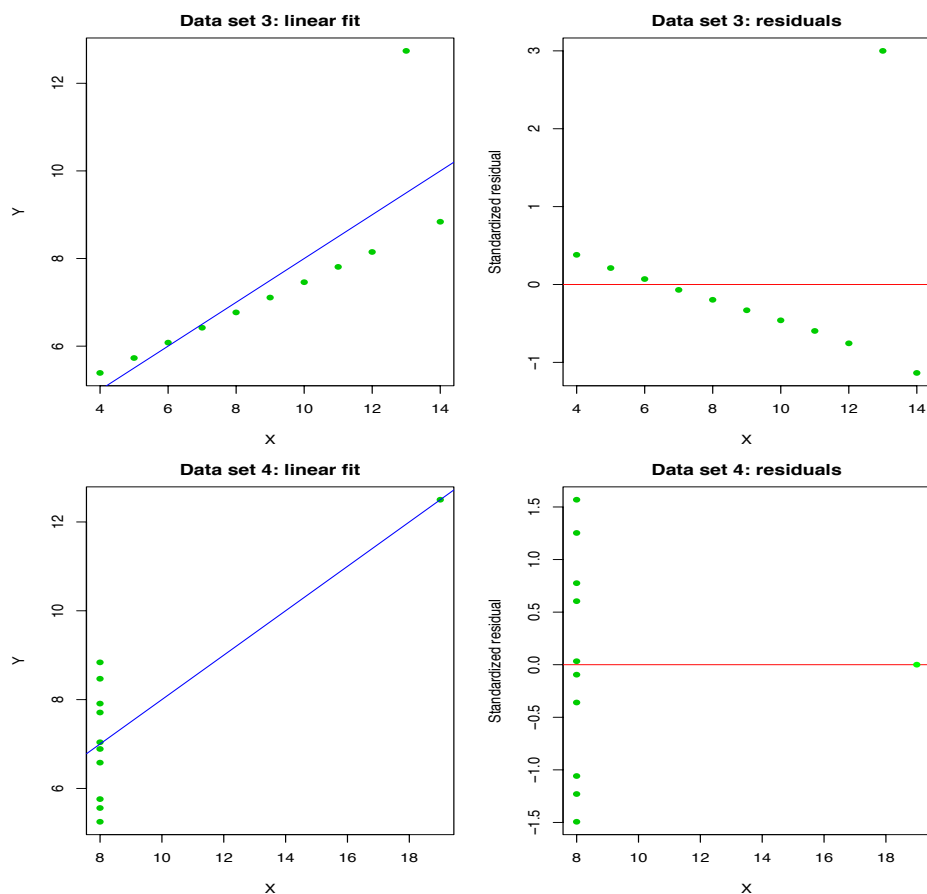 Data set 3: linear fit
Y
12
10
8
6
4 6 8 10 12 14
X
Data set 3: residuals
Standardized residual
3
2
1
0
−1
4 6 8 10 12 14
X
Data set 4: linear fit
Y
12
10
8
6
8 10 12 14 16 18
X
Data set 4: residuals
Standardized residual
1.5
1.0
0.5
0.0
−0.5
−1.0
−1.5
8 10 12 14 16 18
X